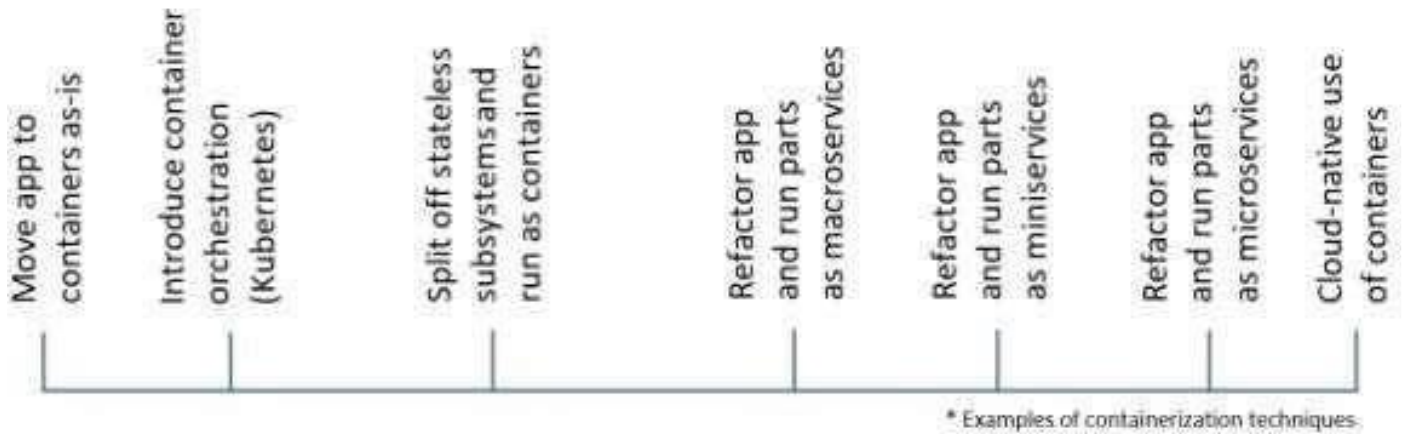 Move app to
containers as-is
Introduce container
orchestration
(Kubernetes)
Split off stateless
subsystems and
run as containers
Refactor app
and run parts
as macroservices
Refactor app
and run parts
as miniservices
Refactor app
and run parts
as microservices
Cloud-native use
of containers
* Examples of containerization techniques